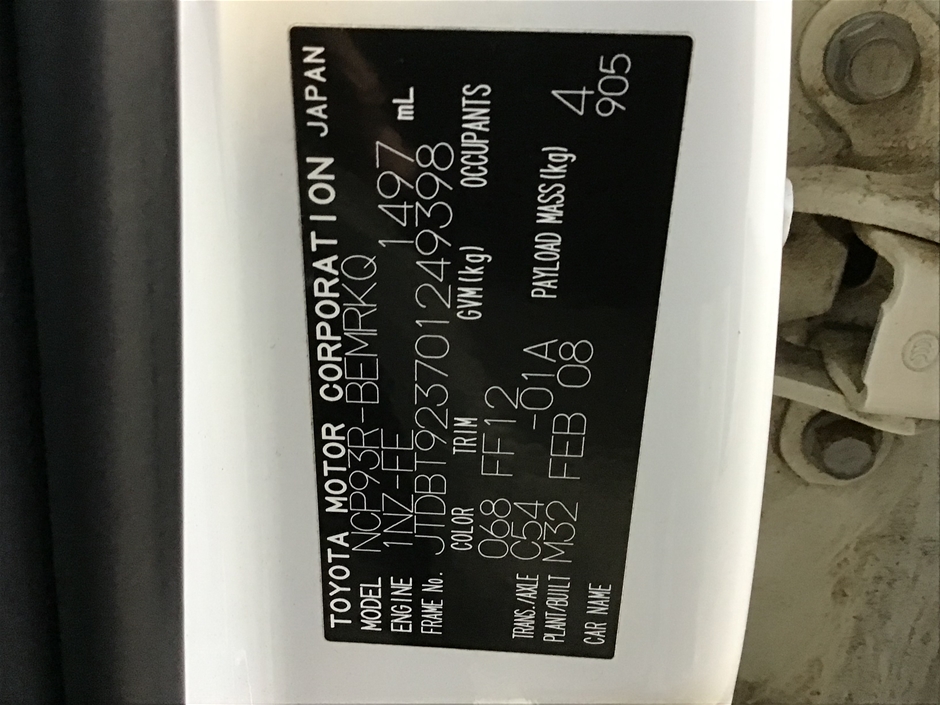 TOYOTA MOTOR CORPORATION JAPAN
MODEL NCP93R-BEMRKQ
ENGINE 1NZ-FE 1497 mL
FRAME No. JTDBT923701249398
COLOR TRIM GVM(kg) OCCUPANTS
068 FF12
TRANS./AXLE C54 -01A PAYLOAD MASS(kg) 4
PLANT/BUILT M32 FEB 08 905
CAR NAME